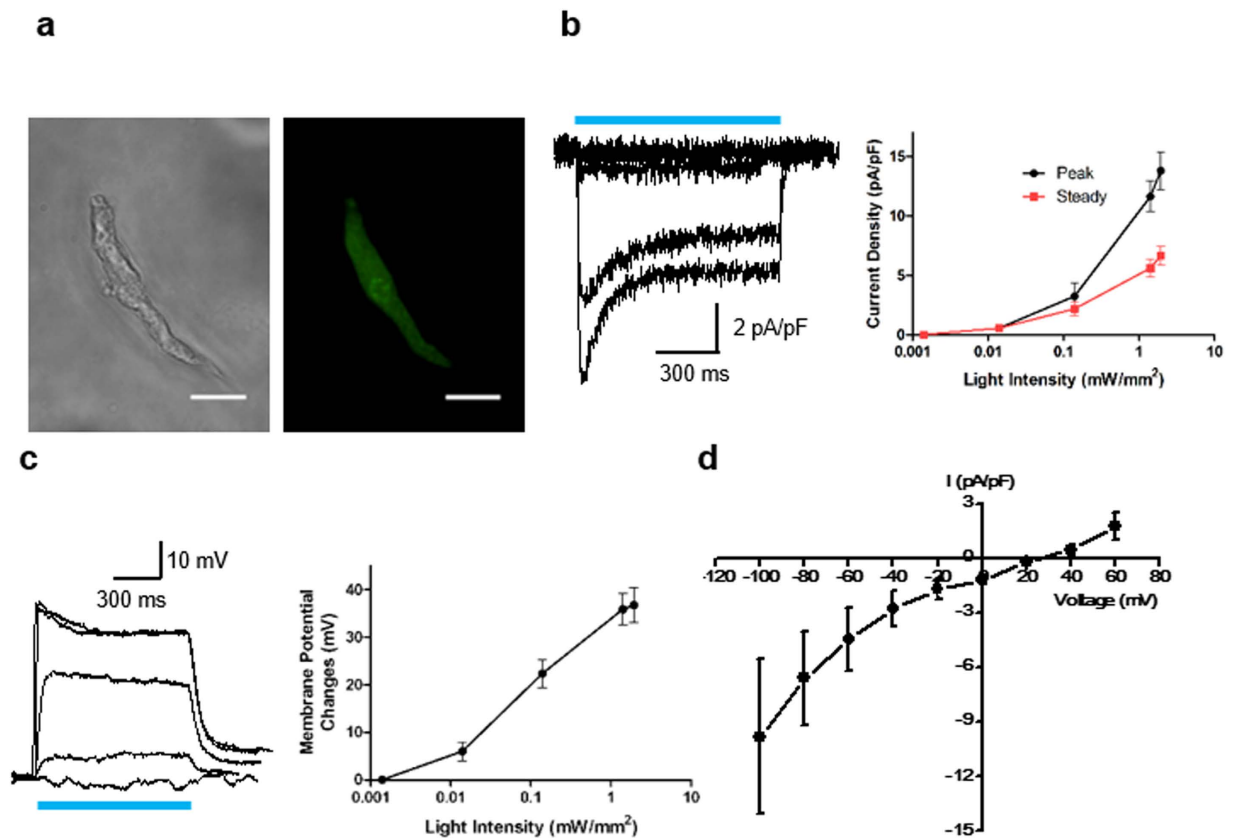 a
b
2 pA/pF
300 ms
Current Density (pA/pF)
15
10
5
0
Peak
Steady
0.001 0.01 0.1 1 10
Light Intensity (mW/mm²)
c
10 mV
300 ms
Membrane Potential
Changes (mV)
40
30
20
10
0
0.001 0.01 0.1 1 10
Light Intensity (mW/mm²)
d
I (pA/pF)
3
0
-120 -100 -80 -60 -40 -20 0 20 40 60 80
Voltage (mV)
-3
-6
-9
-12
-15